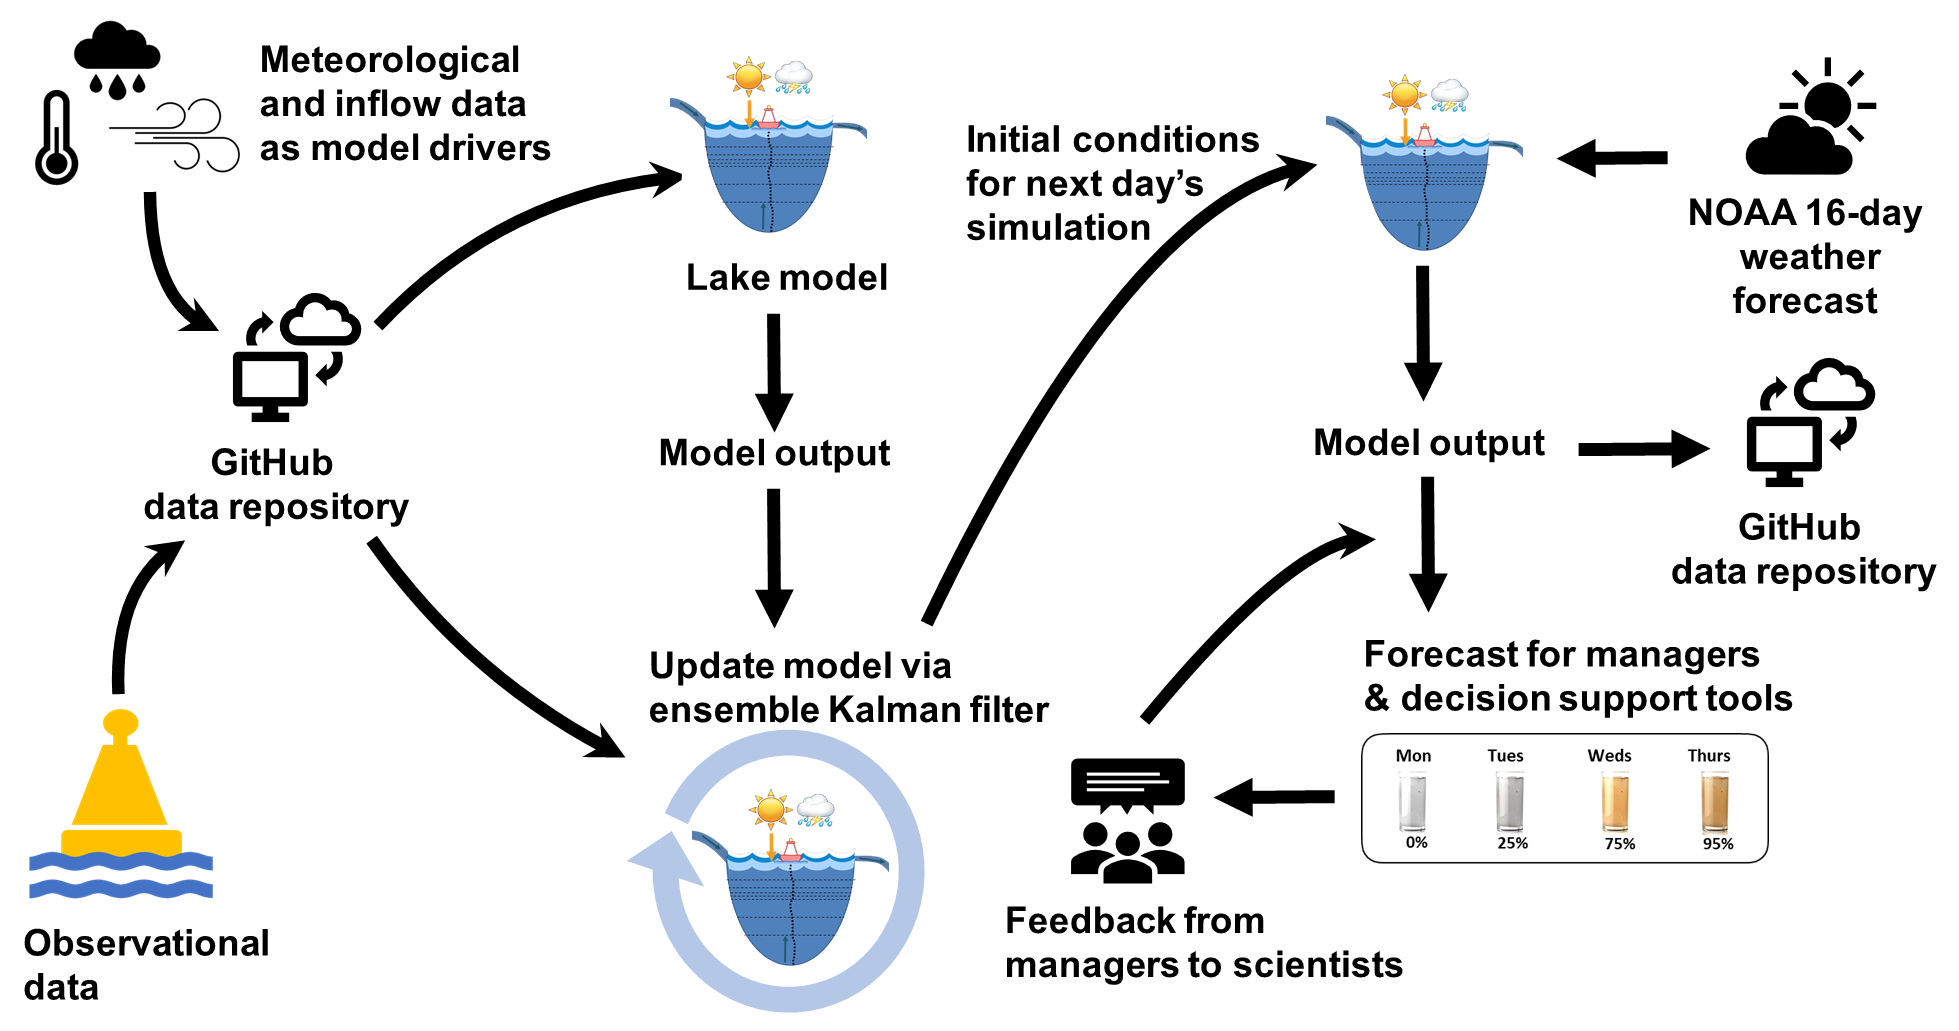 Meteorological
and inflow data
as model drivers
GitHub
data repository
Observational
data
Lake model
Model output
Update model via
ensemble Kalman filter
Initial conditions
for next day's
simulation
NOAA 16-day
weather
forecast
Model output
GitHub
data repository
Forecast for managers
& decision support tools
Mon Tues Weds Thurs
0% 25% 75% 95%
Feedback from
managers to scientists